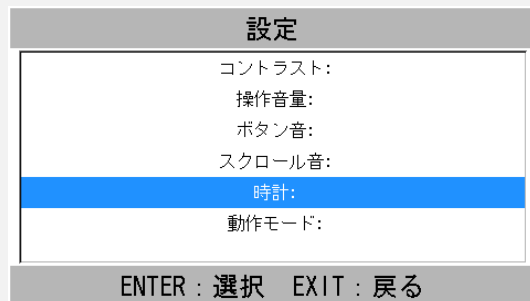 設定
コントラスト:
操作音量:
ボタン音:
スクロール音:
時計:
動作モード:
ENTER：選択　EXIT：戻る